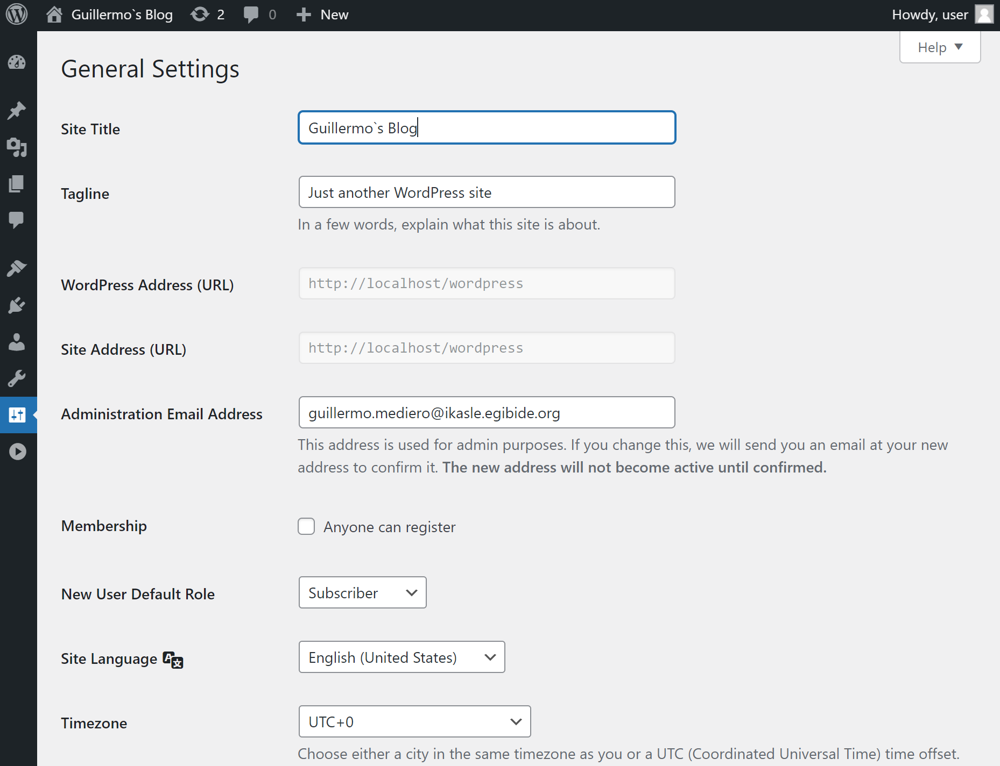 Guillermo`s Blog 2 0 New Howdy, user
Help
General Settings
Site Title Guillermo`s Blog
Tagline Just another WordPress site
In a few words, explain what this site is about.
WordPress Address (URL) http://localhost/wordpress
Site Address (URL) http://localhost/wordpress
Administration Email Address guillermo.mediero@ikasle.egibide.org
This address is used for admin purposes. If you change this, we will send you an email at your new
address to confirm it. The new address will not become active until confirmed.
Membership Anyone can register
New User Default Role Subscriber
Site Language English (United States)
Timezone UTC+0
Choose either a city in the same timezone as you or a UTC (Coordinated Universal Time) time offset.